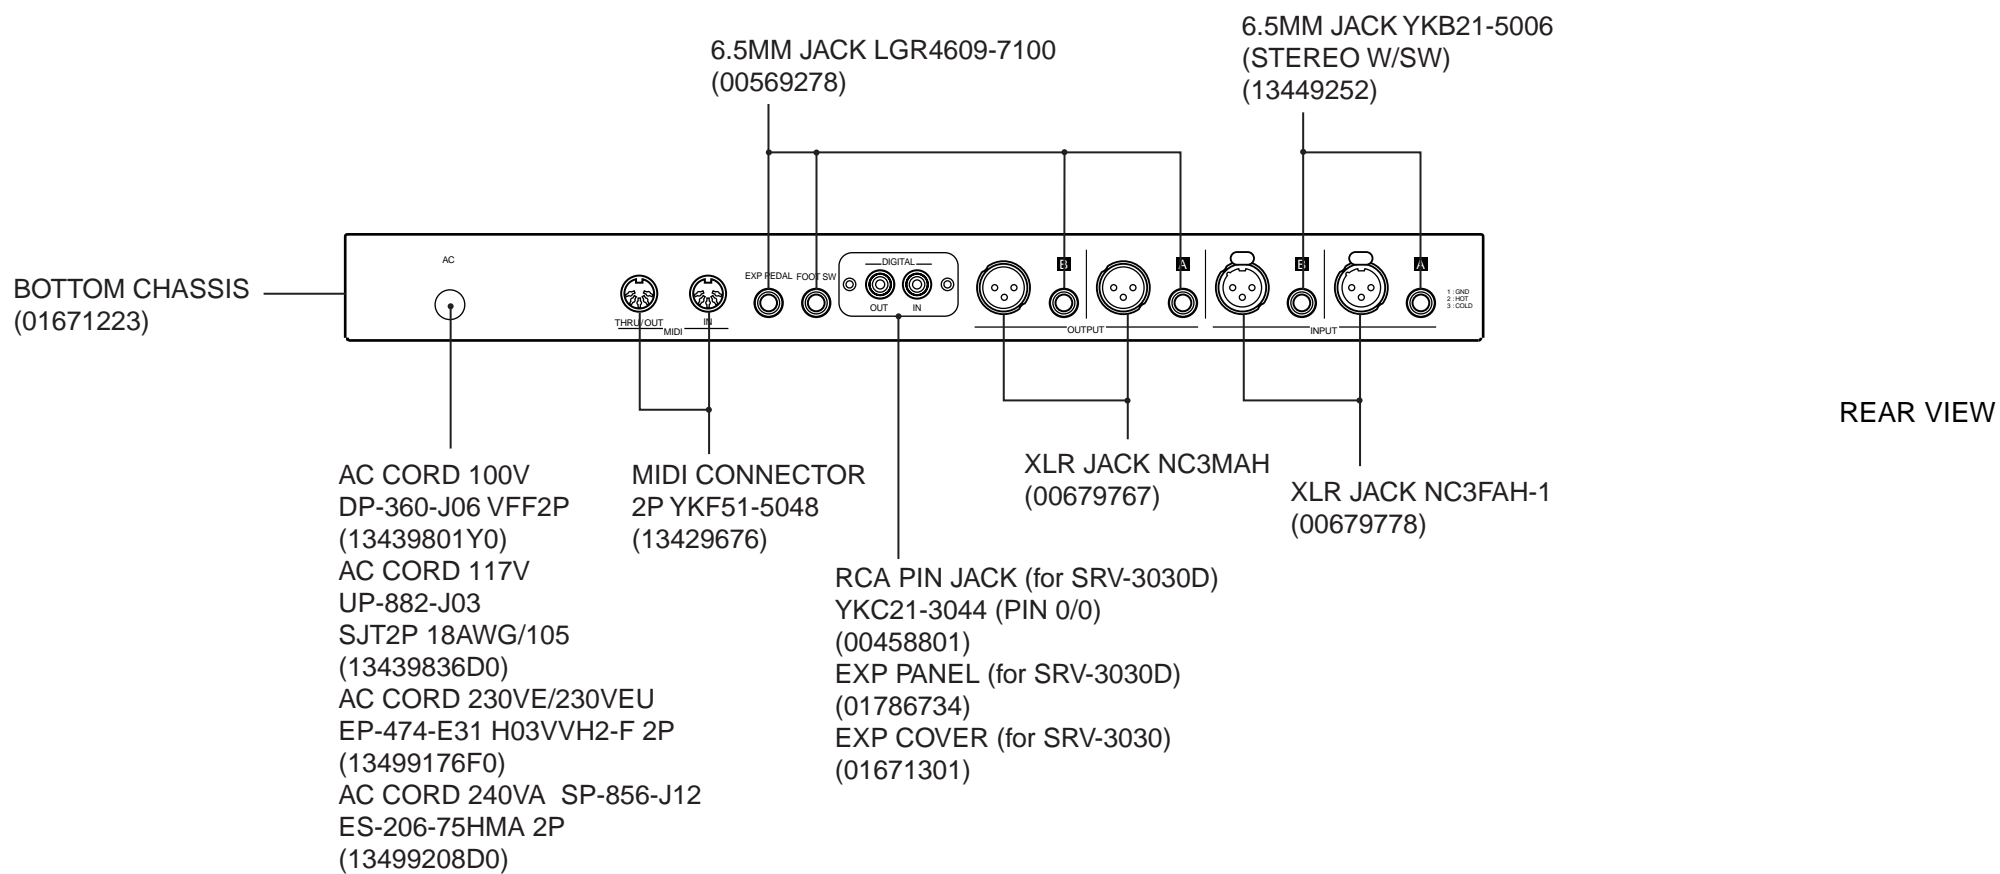 6.5MM JACK LGR4609-7100
(00569278)
6.5MM JACK YKB21-5006
(STEREO W/SW)
(13449252)
BOTTOM CHASSIS
(01671223)
AC
THRU/OUT
IN
MIDI
EXP PEDAL
FOOT SW
DIGITAL
OUT
IN
B
A
OUTPUT
B
A
INPUT
1 : GND
2 : HOT
3 : COLD
REAR VIEW
AC CORD 100V
DP-360-J06 VFF2P
(13439801Y0)
AC CORD 117V
UP-882-J03
SJT2P 18AWG/105
(13439836D0)
AC CORD 230VE/230VEU
EP-474-E31 H03VVH2-F 2P
(13499176F0)
AC CORD 240VA SP-856-J12
ES-206-75HMA 2P
(13499208D0)
MIDI CONNECTOR
2P YKF51-5048
(13429676)
RCA PIN JACK (for SRV-3030D)
YKC21-3044 (PIN 0/0)
(00458801)
EXP PANEL (for SRV-3030D)
(01786734)
EXP COVER (for SRV-3030)
(01671301)
XLR JACK NC3MAH
(00679767)
XLR JACK NC3FAH-1
(00679778)